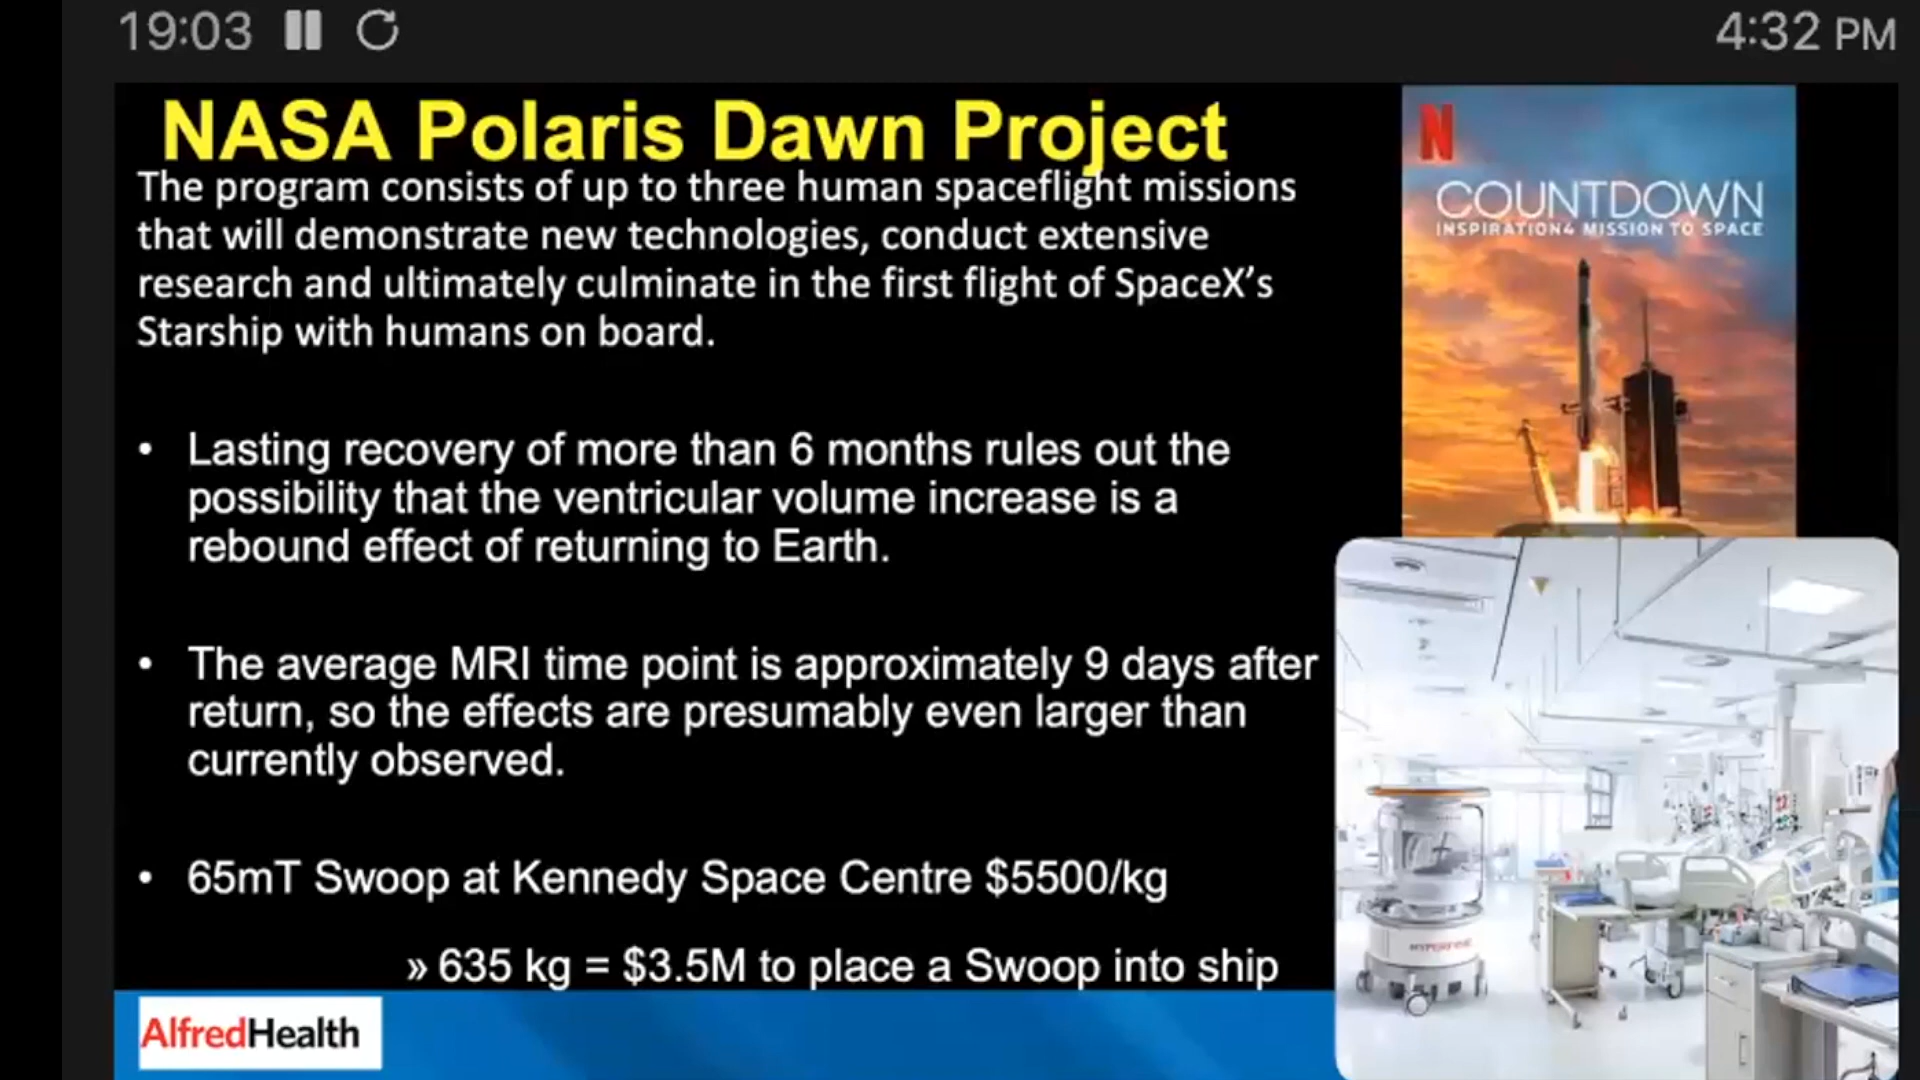 19:03
4:32 PM
NASA Polaris Dawn Project
The program consists of up to three human spaceflight missions
that will demonstrate new technologies, conduct extensive
research and ultimately culminate in the first flight of SpaceX’s
Starship with humans on board.
• Lasting recovery of more than 6 months rules out the
possibility that the ventricular volume increase is a
rebound effect of returning to Earth.
• The average MRI time point is approximately 9 days after
return, so the effects are presumably even larger than
currently observed.
• 65mT Swoop at Kennedy Space Centre $5500/kg
» 635 kg = $3.5M to place a Swoop into ship
N
COUNTDOWN
INSPIRATION4 MISSION TO SPACE
HYPERFINE
AlfredHealth